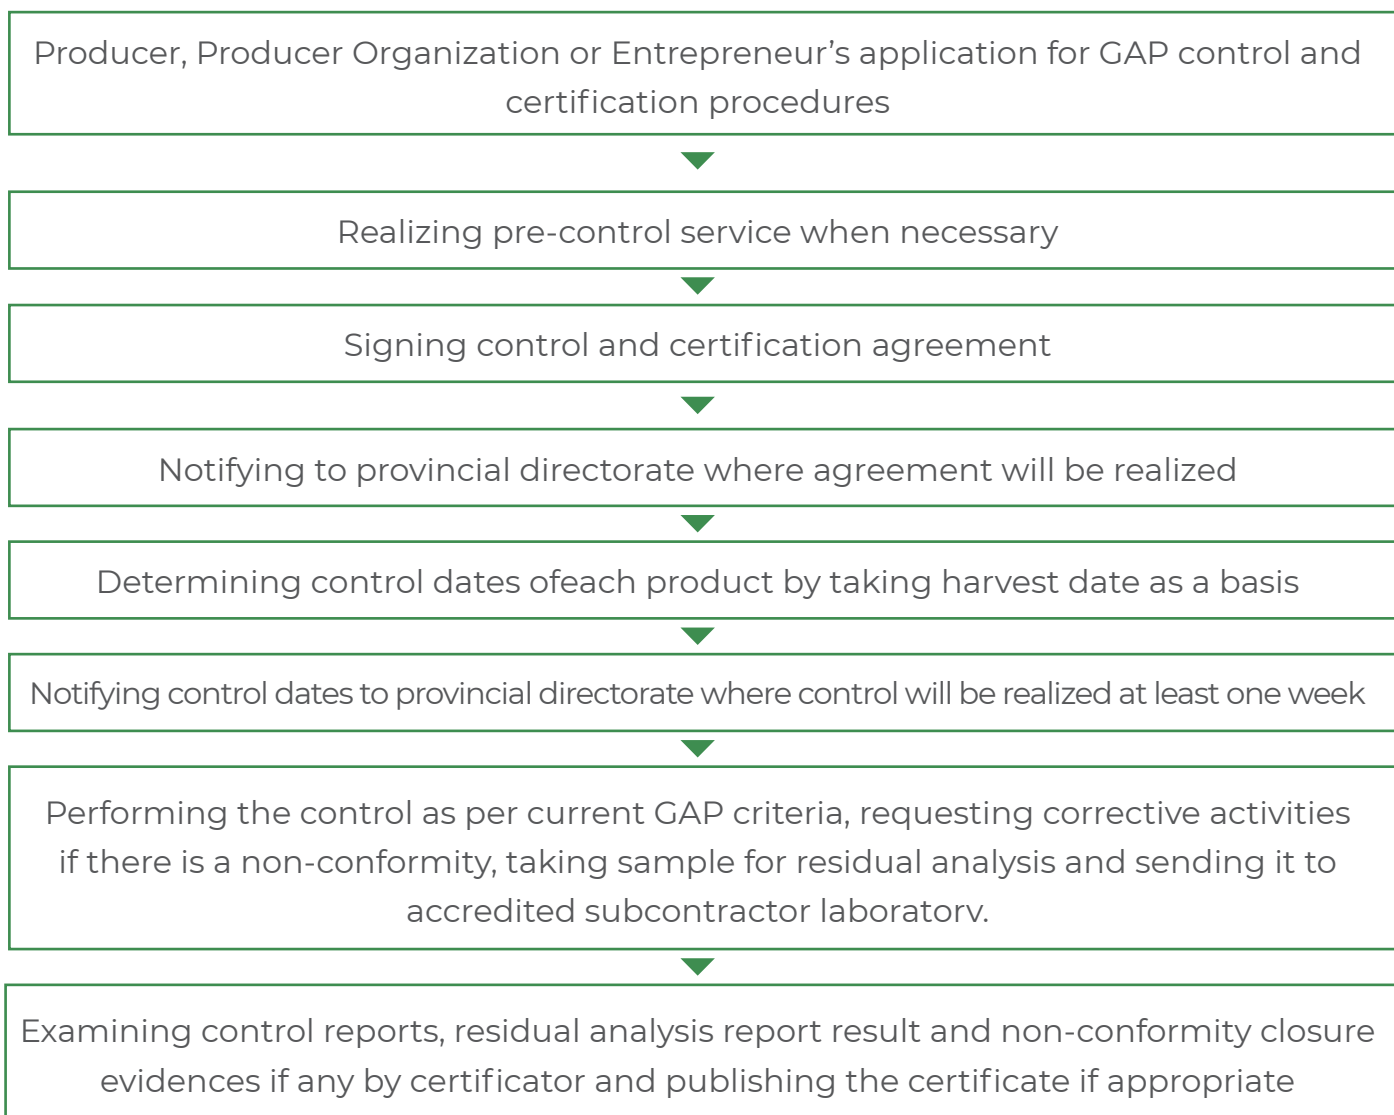 Producer, Producer Organization or Entrepreneur’s application for GAP control and
certification procedures
Realizing pre-control service when necessary
Signing control and certification agreement
Notifying to provincial directorate where agreement will be realized
Determining control dates ofeach product by taking harvest date as a basis
Notifying control dates to provincial directorate where control will be realized at least one week
Performing the control as per current GAP criteria, requesting corrective activities
if there is a non-conformity, taking sample for residual analysis and sending it to
accredited subcontractor laboratory.
Examining control reports, residual analysis report result and non-conformity closure
evidences if any by certificator and publishing the certificate if appropriate